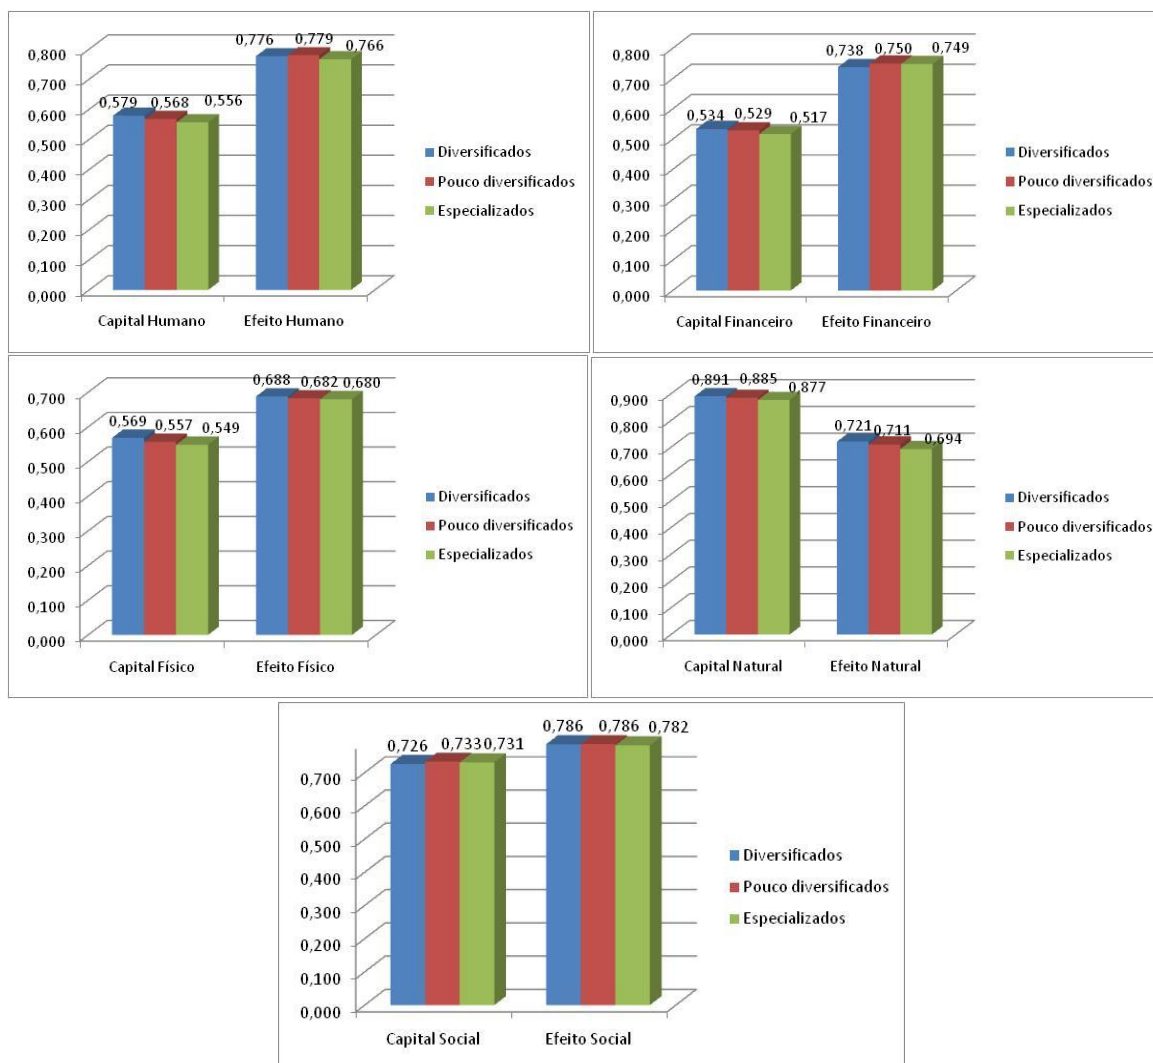 0,776 0,779 0,766
0,579 0,568 0,556
0,800
0,700
0,600
0,500
0,400
0,300
0,200
0,100
0,000
Capital Humano Efeito Humano
Diversificados
Pouco diversificados
Especializados
0,738 0,750 0,749
0,534 0,529 0,517
0,800
0,700
0,600
0,500
0,400
0,300
0,200
0,100
0,000
Capital Financeiro Efeito Financeiro
Diversificados
Pouco diversificados
Especializados
0,688 0,682 0,680
0,569 0,557 0,549
0,700
0,600
0,500
0,400
0,300
0,200
0,100
0,000
Capital Físico Efeito Físico
Diversificados
Pouco diversificados
Especializados
0,891 0,885 0,877
0,721 0,711 0,694
0,900
0,800
0,700
0,600
0,500
0,400
0,300
0,200
0,100
0,000
Capital Natural Efeito Natural
Diversificados
Pouco diversificados
Especializados
0,786 0,786 0,782
0,726 0,733 0,731
0,700
0,600
0,500
0,400
0,300
0,200
0,100
0,000
Capital Social Efeito Social
Diversificados
Pouco diversificados
Especializados